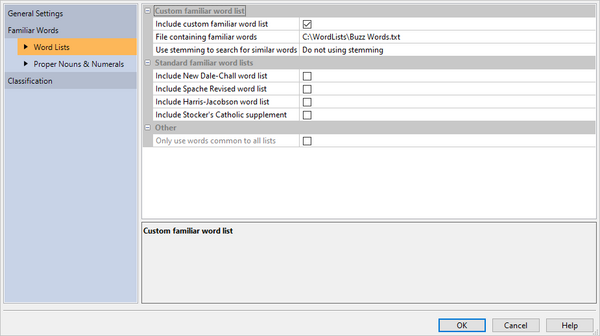 General Settings
Familiar Words
Word Lists
Proper Nouns & Numerals
Classification
Custom familiar word list
Include custom familiar word list
File containing familiar words C:\WordLists\Buzz Words.txt
Use stemming to search for similar words Do not using stemming
Standard familiar word lists
Include New Dale-Chall word list
Include Spache Revised word list
Include Harris-Jacobson word list
Include Stocker's Catholic supplement
Other
Only use words common to all lists
Custom familiar word list
OK Cancel Help